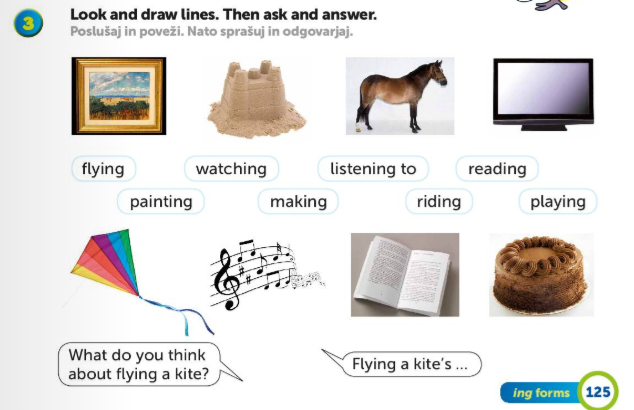 3
Look and draw lines. Then ask and answer.
Poslušaj in poveži. Nato sprašuj in odgovarjaj.
flying watching listening to reading
painting making riding playing
What do you think
about flying a kite?
Flying a kite's ...
ing forms 125